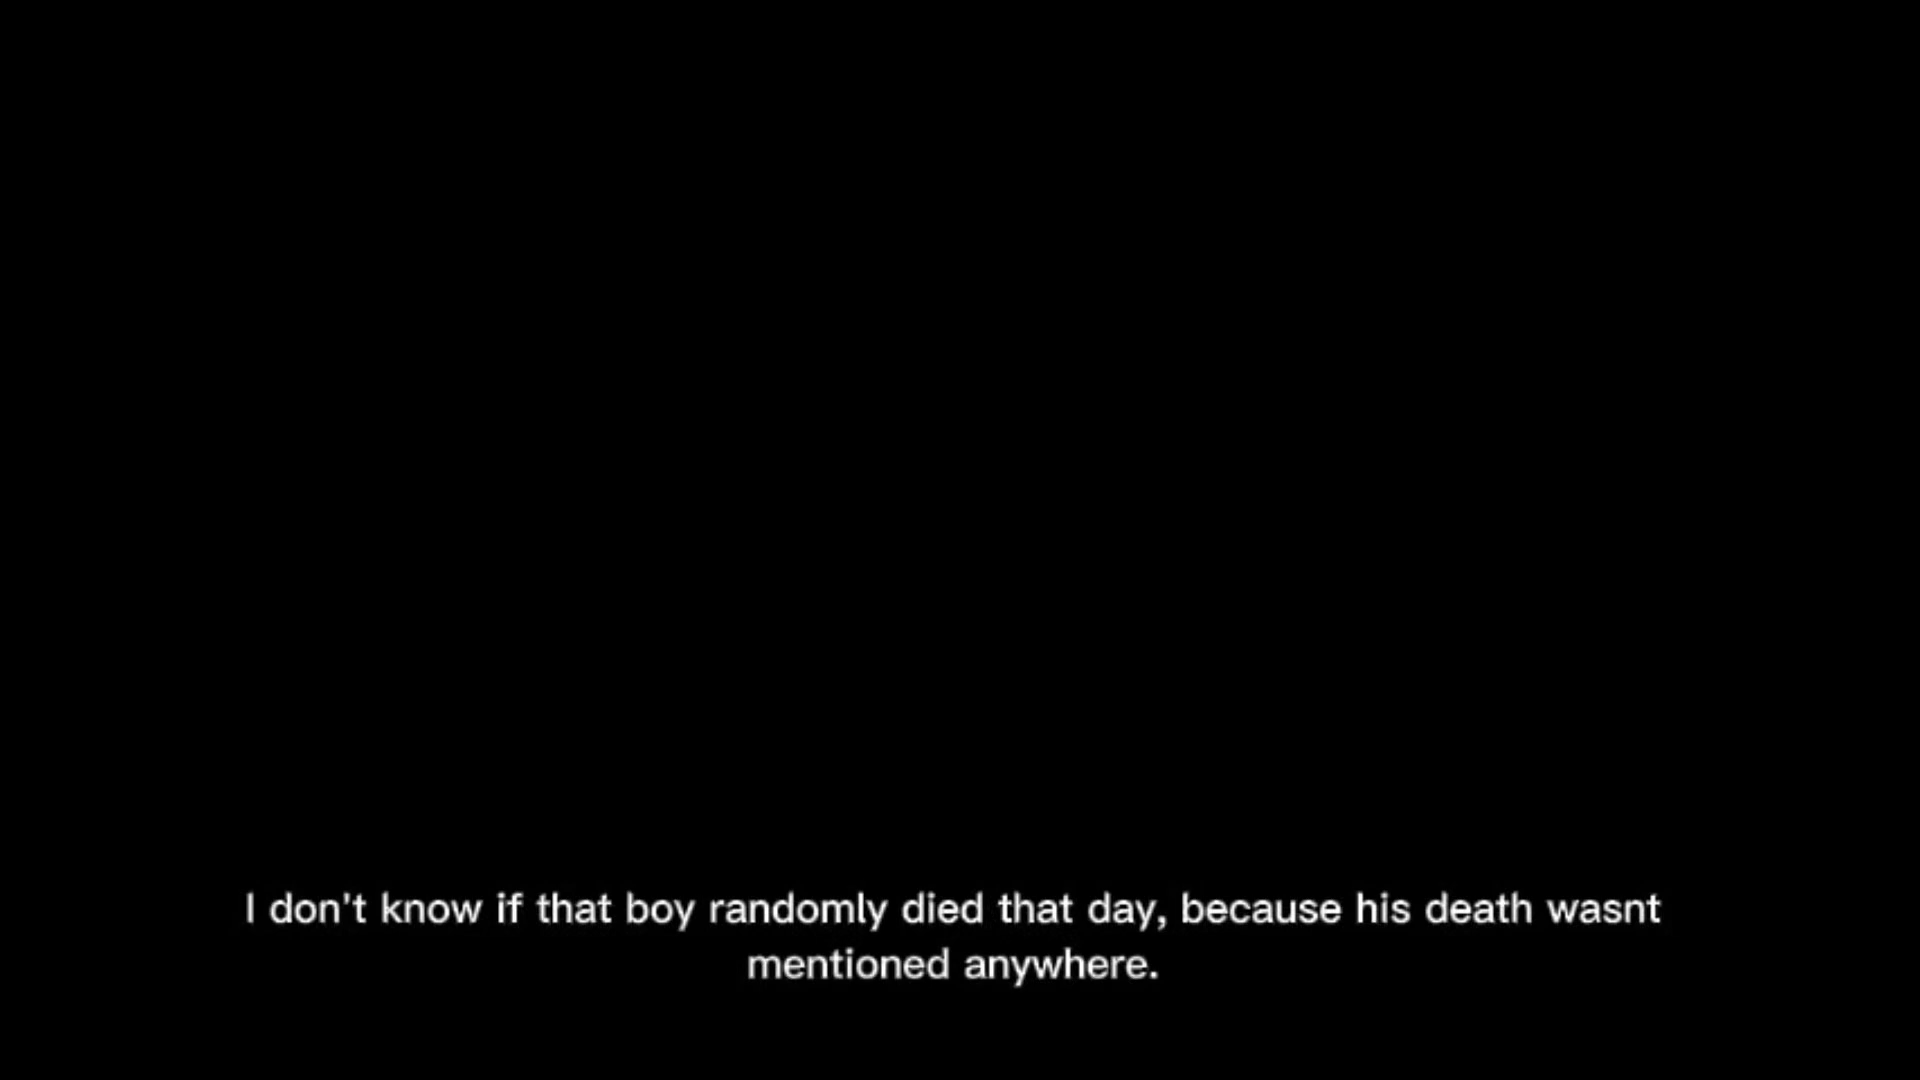 I don't know if that boy randomly died that day, because his death wasnt
mentioned anywhere.